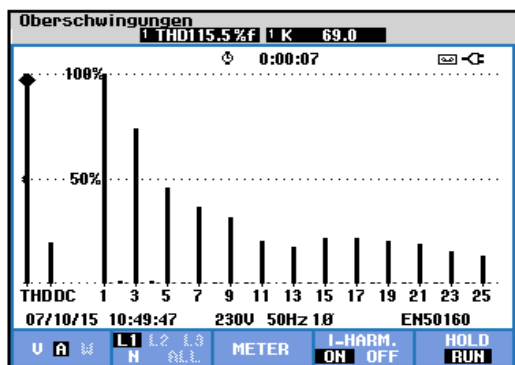 Oberschwingungen
1 THD115.5%f 1 K 69.0
0:00:07
100%
50%
THDDC 1 3 5 7 9 11 13 15 17 19 21 23 25
07/10/15 10:49:47 230V 50Hz 1Ø EN50160
V A W L1 L2 L3 METER I-HARM. HOLD
N ALL ON OFF RUN